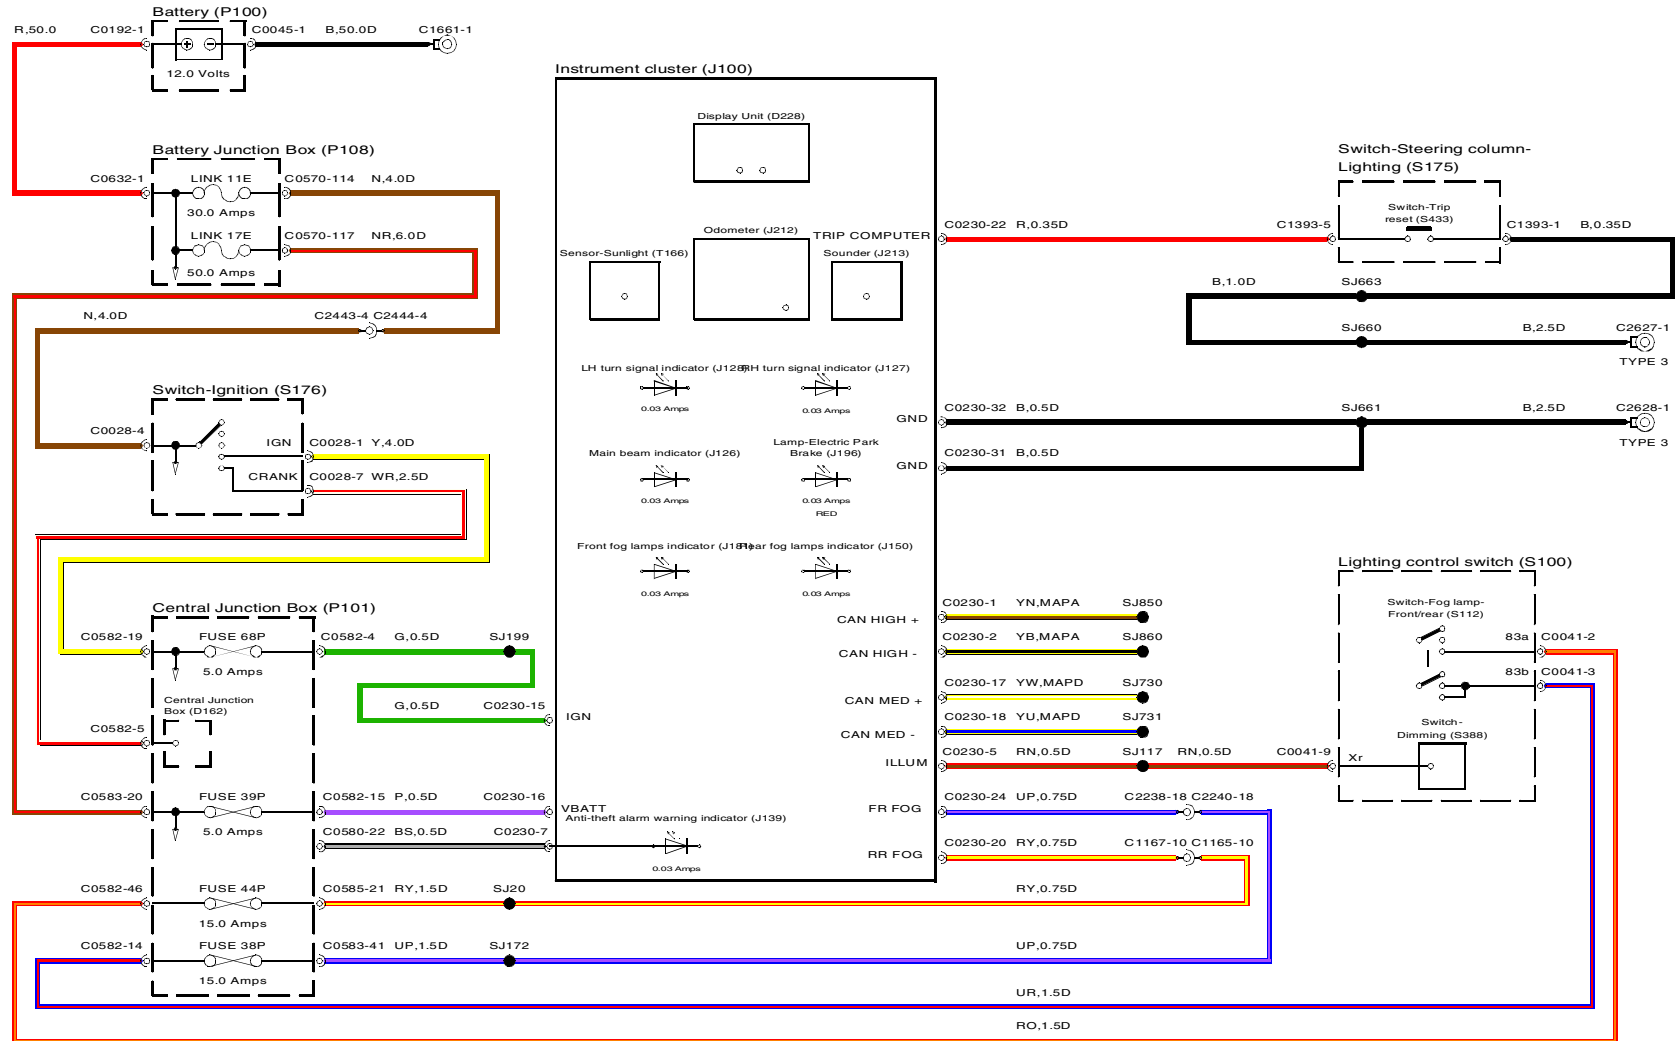 Battery (P100)
R,50.0 C0192-1 C0045-1 B,50.0D C1661-1
12.0 Volts
Battery Junction Box (P108)
C0632-1 LINK 11E C0570-114 N,4.0D
30.0 Amps
LINK 17E C0570-117 NR,6.0D
50.0 Amps
N,4.0D C2443-4 C2444-4
Switch-Ignition (S176)
C0028-4
IGN C0028-1 Y,4.0D
CRANK C0028-7 WR,2.5D
Central Junction Box (P101)
C0582-19 FUSE 68P C0582-4 G,0.5D SJ199
5.0 Amps
Central Junction
Box (D162)
G,0.5D C0230-15
C0582-5
C0583-20 FUSE 39P C0582-15 P,0.5D C0230-16
5.0 Amps C0580-22 BS,0.5D C0230-7
C0582-46 FUSE 44P C0585-21 RY,1.5D SJ20
15.0 Amps
C0582-14 FUSE 38P C0583-41 UP,1.5D SJ172
15.0 Amps
Instrument cluster (J100)
Display Unit (D228)
Odometer (J212)
TRIP COMPUTER
Sensor-Sunlight (T166) Sounder (J213)
LH turn signal indicator (J128) RH turn signal indicator (J127)
0.03 Amps 0.03 Amps
GND
Lamp-Electric Park
Main beam indicator (J126) Brake (J196)
GND
0.03 Amps 0.03 Amps
RED
Front fog lamps indicator (J181) Rear fog lamps indicator (J150)
0.03 Amps 0.03 Amps
CAN HIGH +
CAN HIGH -
CAN MED +
IGN
CAN MED -
ILLUM
VBATT FR FOG
Anti-theft alarm warning indicator (J139)
RR FOG
0.03 Amps
Switch-Steering column-
Lighting (S175)
Switch-Trip
reset (S433)
C0230-22 R,0.35D C1393-5 C1393-1 B,0.35D
B,1.0D SJ663
SJ660 B,2.5D C2627-1
TYPE 3
C0230-32 B,0.5D SJ661 B,2.5D C2628-1
TYPE 3
C0230-31 B,0.5D
Lighting control switch (S100)
Switch-Fog lamp-
Front/rear (S112)
C0230-1 YN,MAPA SJ850
C0230-2 YB,MAPA SJ860
83a C0041-2
83b C0041-3
C0230-17 YW,MAPD SJ730
C0230-18 YU,MAPD SJ731
Switch-
Dimming (S388)
C0230-5 RN,0.5D SJ117 RN,0.5D C0041-9 Xr
C0230-24 UP,0.75D C2238-18 C2240-18
C0230-20 RY,0.75D C1167-10 C1165-10
RY,0.75D
UP,0.75D
UR,1.5D
RO,1.5D